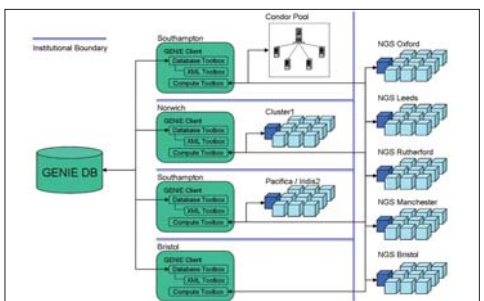 Institutional Boundary
GENIE DB
Southampton
GENIE Client
Database Toolbox
XML Toolbox
Compute Toolbox
Condor Pool
Norwich
GENIE Client
Database Toolbox
XML Toolbox
Compute Toolbox
Cluster1
Southampton
GENIE Client
Database Toolbox
XML Toolbox
Compute Toolbox
Pacifica / Iridis2
Bristol
GENIE Client
Database Toolbox
XML Toolbox
Compute Toolbox
NGS Oxford
NGS Leeds
NGS Rutherford
NGS Manchester
NGS Bristol